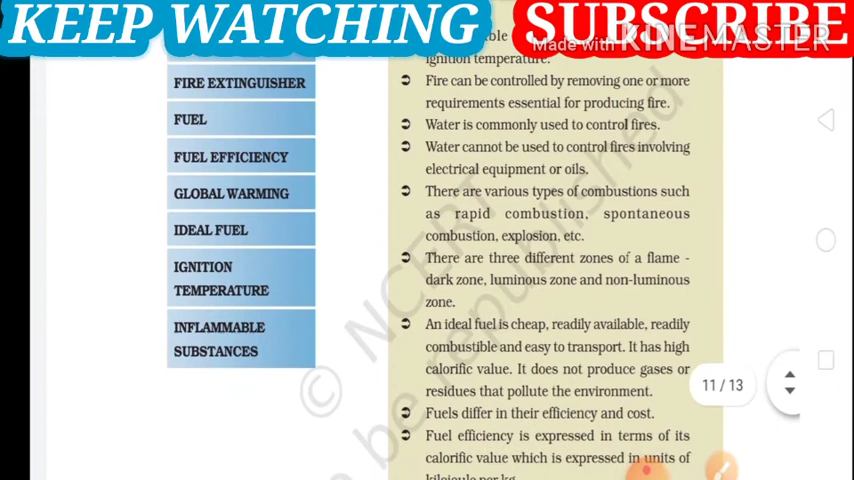 KEEP WATCHING
SUBSCRIBE
Made with KINEMASTER
FIRE EXTINGUISHER
FUEL
FUEL EFFICIENCY
GLOBAL WARMING
IDEAL FUEL
IGNITION
TEMPERATURE
INFLAMMABLE
SUBSTANCES
ignition temperature.
➲ Fire can be controlled by removing one or more
requirements essential for producing fire.
➲ Water is commonly used to control fires.
➲ Water cannot be used to control fires involving
electrical equipment or oils.
➲ There are various types of combustions such
as rapid combustion, spontaneous
combustion, explosion, etc.
➲ There are three different zones of a flame -
dark zone, luminous zone and non-luminous
zone.
➲ An ideal fuel is cheap, readily available, readily
combustible and easy to transport. It has high
calorific value. It does not produce gases or
residues that pollute the environment.
➲ Fuels differ in their efficiency and cost.
➲ Fuel efficiency is expressed in terms of its
calorific value which is expressed in units of
kilojoule per kg.
© NCERT
be republished
11 / 13